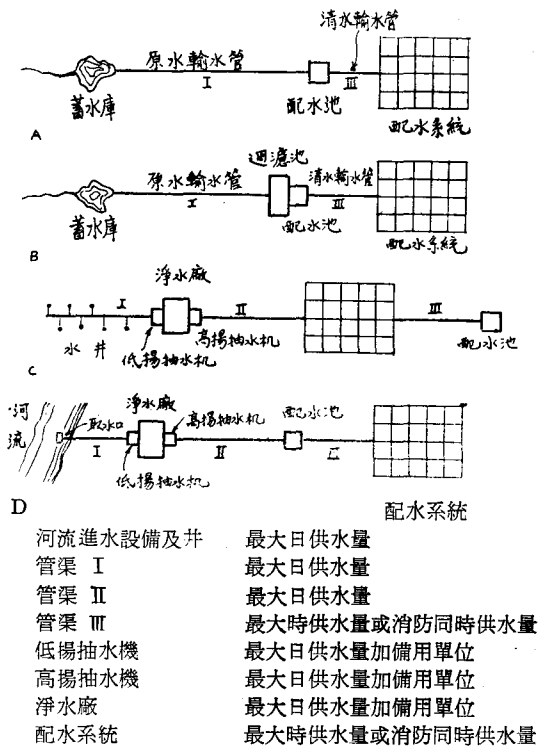 清水輸水管
原水輸水管
I
III
蓄水庫
配水池
配水系統
A
過濾池
原水輸水管
清水輸水管
I
III
蓄水庫
配水池
配水系統
B
淨水廠
I
II
III
水井
低揚抽水机
高揚抽水机
配水池
C
河流
取水口
淨水廠
高揚抽水机
配水池
I
II
II
低揚抽水机
D
配水系統
河流進水設備及井 最大日供水量
管渠 I 最大日供水量
管渠 II 最大日供水量
管渠 III 最大時供水量或消防同時供水量
低揚抽水機 最大日供水量加備用單位
高揚抽水機 最大日供水量加備用單位
淨水廠 最大日供水量加備用單位
配水系統 最大時供水量或消防同時供水量